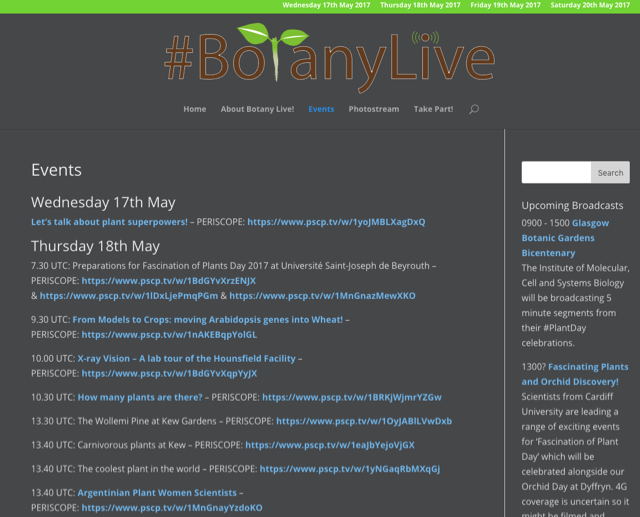 Wednesday 17th May 2017 Thursday 18th May 2017 Friday 19th May 2017 Saturday 20th May 2017
#BotanyLive
Home About Botany Live! Events Photostream Take Part!
Events
Wednesday 17th May
Let's talk about plant superpowers! – PERISCOPE: https://www.pscp.tv/w/1yoJMBLXagDxQ
Thursday 18th May
7.30 UTC: Preparations for Fascination of Plants Day 2017 at Université Saint-Joseph de Beyrouth –
PERISCOPE: https://www.pscp.tv/w/1BdGYvXrzENJX
& https://www.pscp.tv/w/1lDxLjePmqPGm & https://www.pscp.tv/w/1MnGnazMewXKO
9.30 UTC: From Models to Crops: moving Arabidopsis genes into Wheat! –
PERISCOPE: https://www.pscp.tv/w/1nAKEBqpYolGL
10.00 UTC: X-ray Vision – A lab tour of the Hounsfield Facility –
PERISCOPE: https://www.pscp.tv/w/1BdGYvXqpYyJX
10.30 UTC: How many plants are there? – PERISCOPE: https://www.pscp.tv/w/1BRKjWjmrYZGw
13.30 UTC: The Wollemi Pine at Kew Gardens – PERISCOPE: https://www.pscp.tv/w/1OyJABlLVwDxb
13.40 UTC: Carnivorous plants at Kew – PERISCOPE: https://www.pscp.tv/w/1eaJbYejoVjGX
13.40 UTC: The coolest plant in the world – PERISCOPE: https://www.pscp.tv/w/1yNGaqRbMXqGj
13.40 UTC: Argentinian Plant Women Scientists –
PERISCOPE: https://www.pscp.tv/w/1MnGnayYzdoKO
Search
Upcoming Broadcasts
0900 - 1500 Glasgow
Botanic Gardens
Bicentenary
The Institute of Molecular,
Cell and Systems Biology
will be broadcasting 5
minute segments from
their #PlantDay
celebrations.
1300? Fascinating Plants
and Orchid Discovery!
Scientists from Cardiff
University are leading a
range of exciting events
for 'Fascination of Plant
Day' which will be
celebrated alongside our
Orchid Day at Dyffryn. 4G
coverage is uncertain so it
might be filmed and